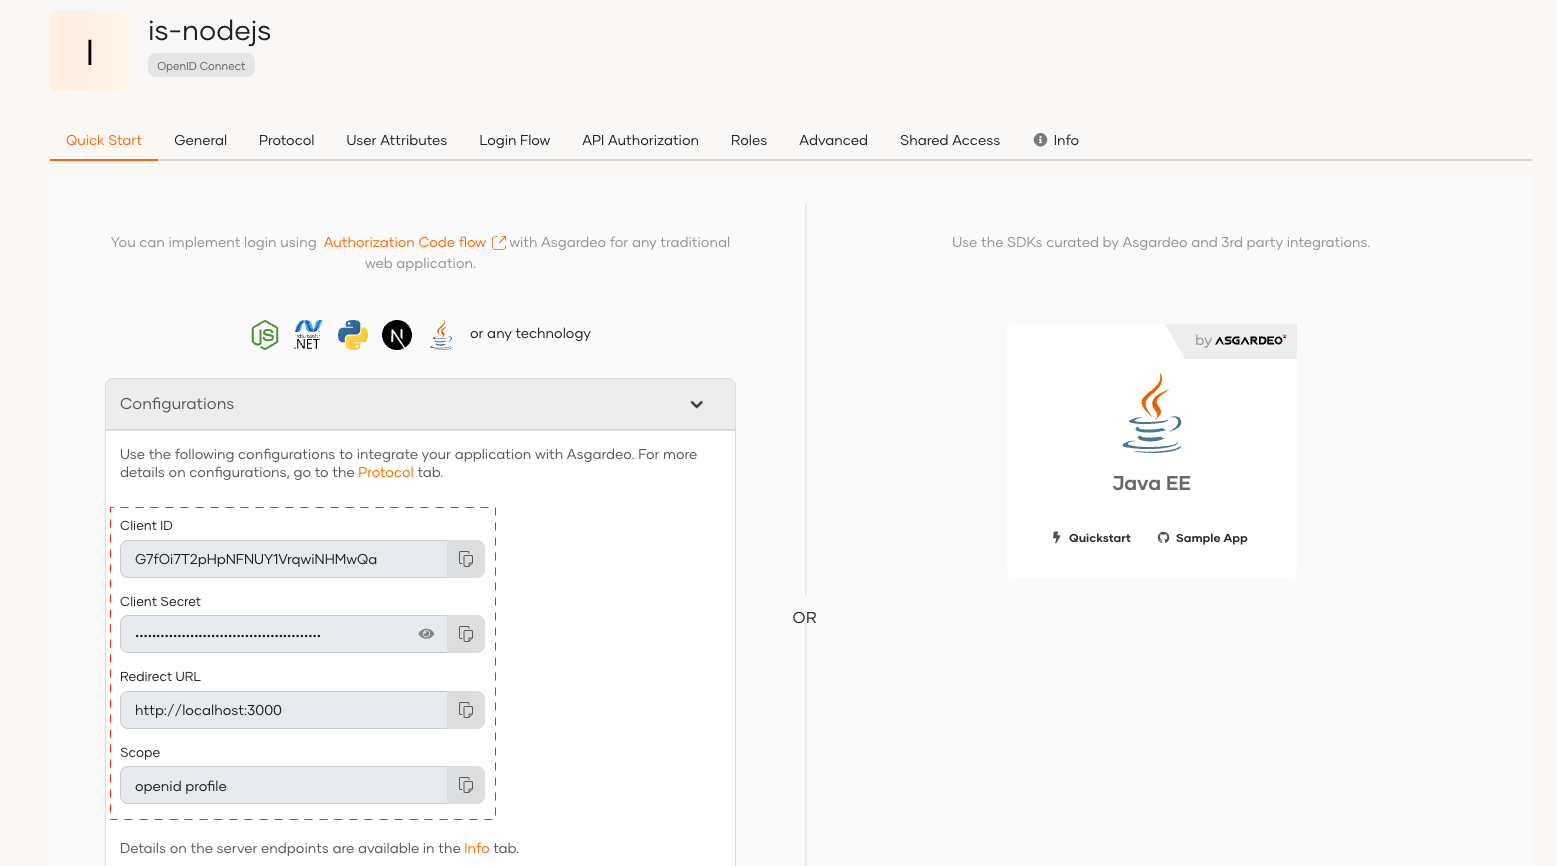 I
is-nodejs
OpenID Connect
Quick Start
General
Protocol
User Attributes
Login Flow
API Authorization
Roles
Advanced
Shared Access
Info
You can implement login using Authorization Code flow with Asgardeo for any traditional
web application.
JS
.NET
N
or any technology
Configurations
Use the following configurations to integrate your application with Asgardeo. For more
details on configurations, go to the Protocol tab.
Client ID
G7fOi7T2pHpNFNUY1VrqwiNHMwQa
Client Secret
Redirect URL
http://localhost:3000
Scope
openid profile
Details on the server endpoints are available in the Info tab.
OR
Use the SDKs curated by Asgardeo and 3rd party integrations.
by ASGARDEO
Java EE
Quickstart
Sample App